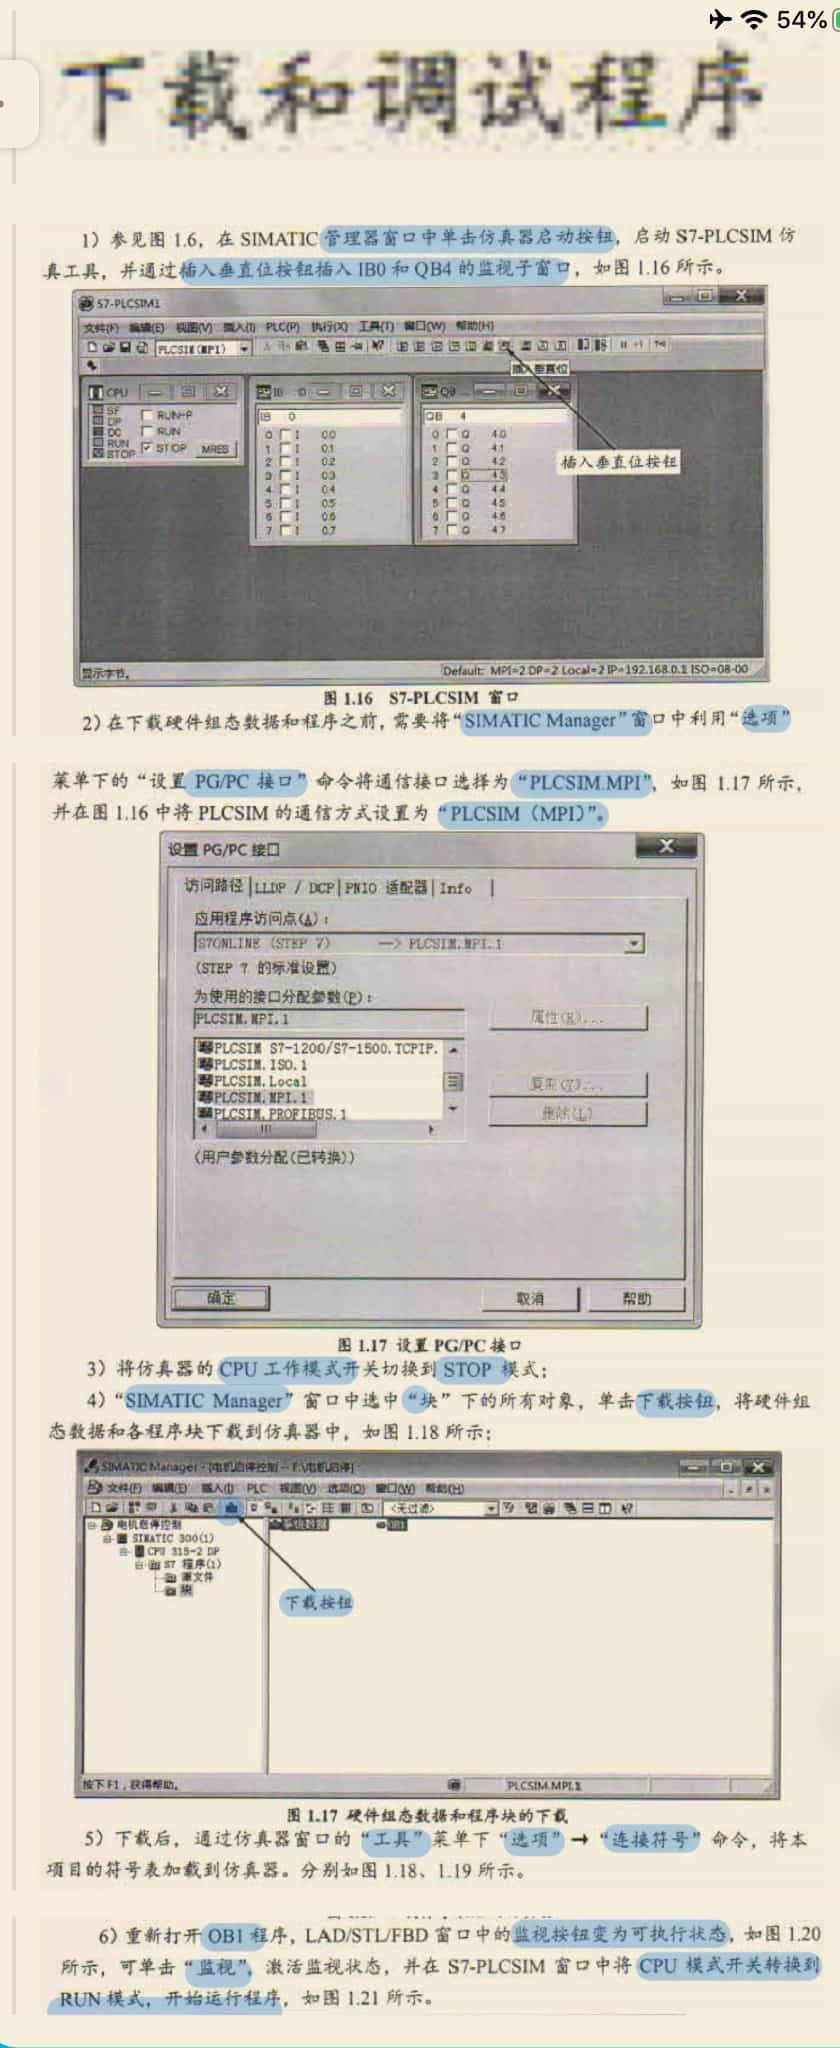 54%
下载和调试程序
1）参见图 1.6，在 SIMATIC 管理器窗口中单击仿真器启动按钮，启动 S7-PLCSIM 仿
真工具，并通过插入垂直位按钮插入 IB0 和 QB4 的监视子窗口，如图 1.16 所示。
S7-PLCSIM1
文件(F) 编辑(E) 视图(V) 插入(I) PLC(P) 执行(X) 工具(T) 窗口(W) 帮助(H)
PLCSIM(MPI)
插入垂直位
CPU
SF
DP
DC
RUN
STOP
RUN-P
RUN
STOP
MRES
IB 0
IB 0
0 I 0.0
1 I 0.1
2 I 0.2
3 I 0.3
4 I 0.4
5 I 0.5
6 I 0.6
7 I 0.7
QB ...
QB 4
0 Q 4.0
1 Q 4.1
2 Q 4.2
3 Q 4.3
4 Q 4.4
5 Q 4.5
6 Q 4.6
7 Q 4.7
插入垂直位按钮
显示字节。
Default: MPI=2 DP=2 Local=2 IP=192.168.0.1 ISO=08-00
图 1.16 S7-PLCSIM 窗口
2）在下载硬件组态数据和程序之前，需要将“SIMATIC Manager”窗口中利用“选项”
菜单下的“设置 PG/PC 接口”命令将通信接口选择为“PLCSIM.MPI”，如图 1.17 所示，
并在图 1.16 中将 PLCSIM 的通信方式设置为“PLCSIM（MPI）”。
设置 PG/PC 接口
访问路径 LLDP / DCP PNIO 适配器 Info
应用程序访问点(A)：
S7ONLINE (STEP 7) --> PLCSIM.MPI.1
(STEP 7 的标准设置)
为使用的接口分配参数(P)：
PLCSIM.MPI.1
属性(R)...
PLCSIM S7-1200/S7-1500.TCPIP.
PLCSIM.ISO.1
PLCSIM.Local
PLCSIM.MPI.1
PLCSIM.PROFIBUS.1
复制(Y)...
删除(L)
(用户参数分配(已转换))
确定
取消
帮助
图 1.17 设置 PG/PC 接口
3）将仿真器的 CPU 工作模式开关切换到 STOP 模式；
4）“SIMATIC Manager”窗口中选中“块”下的所有对象，单击下载按钮，将硬件组
态数据和各程序块下载到仿真器中，如图 1.18 所示；
SIMATIC Manager - [电机启停控制 -- F:\电机启停]
文件(F) 编辑(E) 插入(I) PLC 视图(V) 选项(O) 窗口(W) 帮助(H)
<无过滤>
电机启停控制
SIMATIC 300(1)
CPU 315-2 DP
S7 程序(1)
源文件
块
系统数据
OB1
下载按钮
按下 F1，获得帮助。
PLCSIM.MPI.1
图 1.17 硬件组态数据和程序块的下载
5）下载后，通过仿真器窗口的“工具”菜单下“选项”→“连接符号”命令，将本
项目的符号表加载到仿真器。分别如图 1.18、1.19 所示。
6）重新打开 OB1 程序，LAD/STL/FBD 窗口中的监视按钮变为可执行状态，如图 1.20
所示，可单击“监视”，激活监视状态，并在 S7-PLCSIM 窗口中将 CPU 模式开关转换到
RUN 模式，开始运行程序，如图 1.21 所示。